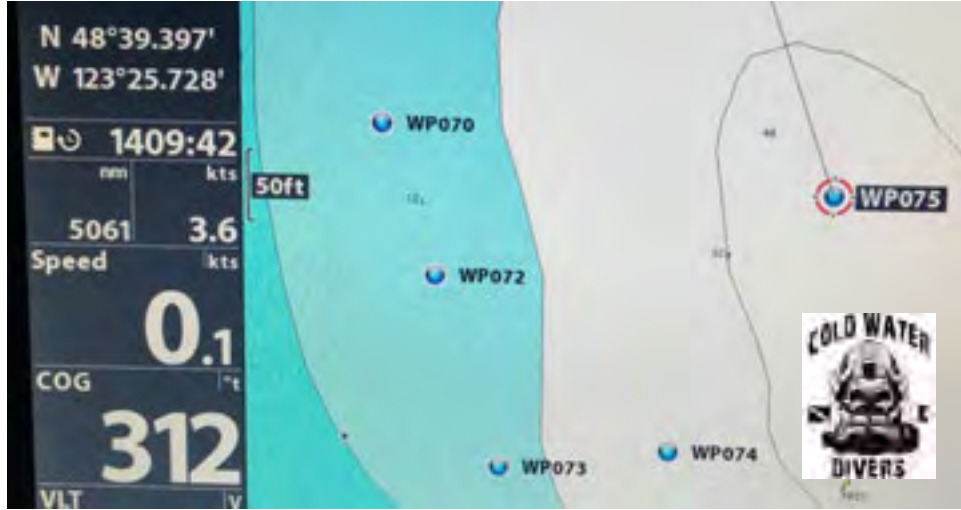 N 48°39.397'
W 123°25.728'
1409:42
nm kts
5061 3.6
Speed kts
0.1
COG °t
312
VLT V
50ft
WP070
WP072
WP073
WP074
WP075
COLD WATER
DIVERS